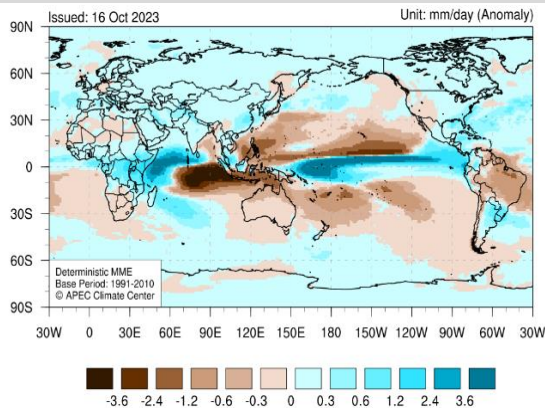 Issued: 16 Oct 2023 Unit: mm/day (Anomaly)
90N
60N
30N
0
30S
60S
90S
Deterministic MME
Base Period: 1991-2010
© APEC Climate Center
30W 0 30E 60E 90E 120E 150E 180 150W 120W 90W 60W 30W
-3.6 -2.4 -1.2 -0.6 -0.3 0 0.3 0.6 1.2 2.4 3.6